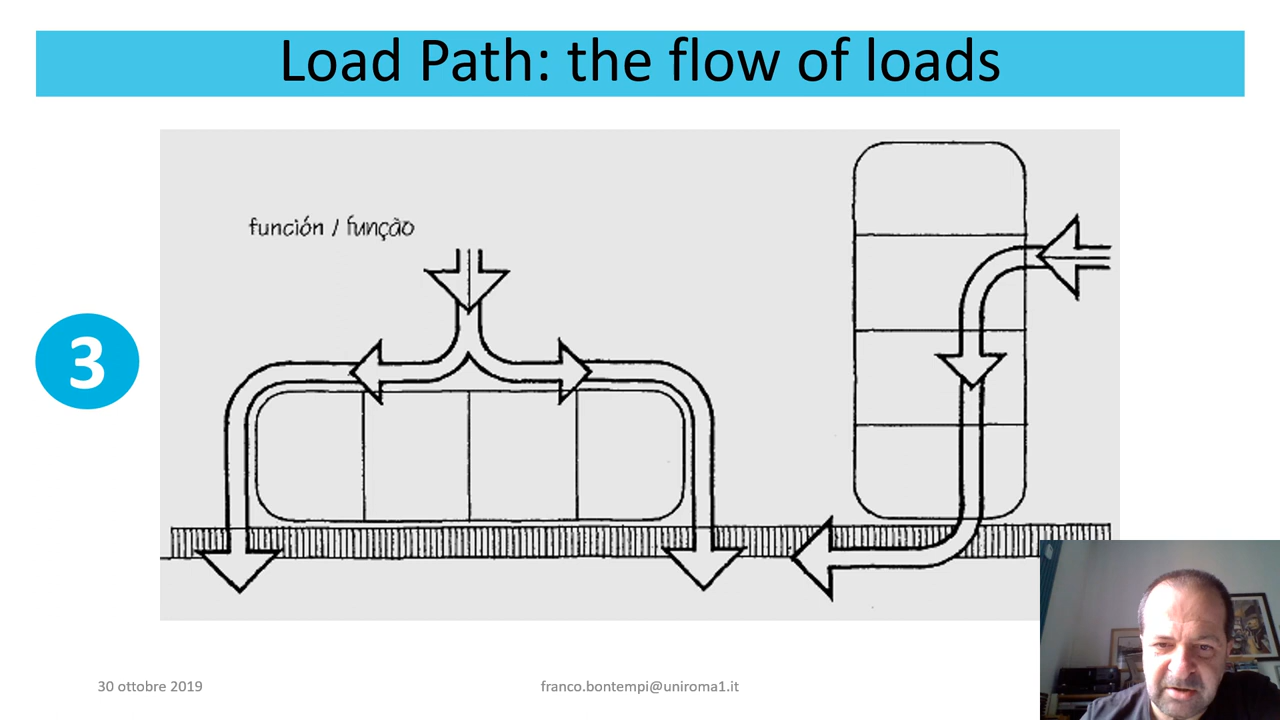 Load Path: the flow of loads
función / função
3
30 ottobre 2019
franco.bontempi@uniroma1.it